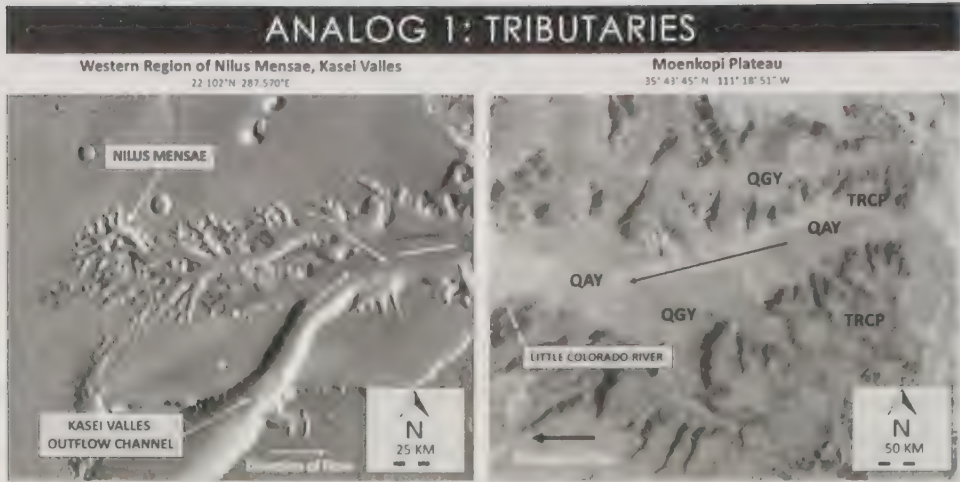 ANALOG 1: TRIBUTARIES
Western Region of Nilus Mensae, Kasei Valles
22.102°N 287.570°E
NILUS MENSAE
KASEI VALLES
OUTFLOW CHANNEL
N
25 KM
Moenkopi Plateau
35° 43' 45" N 111° 18' 51" W
QGY
TRCP
QAY
QAY
QGY
TRCP
LITTLE COLORADO RIVER
N
50 KM